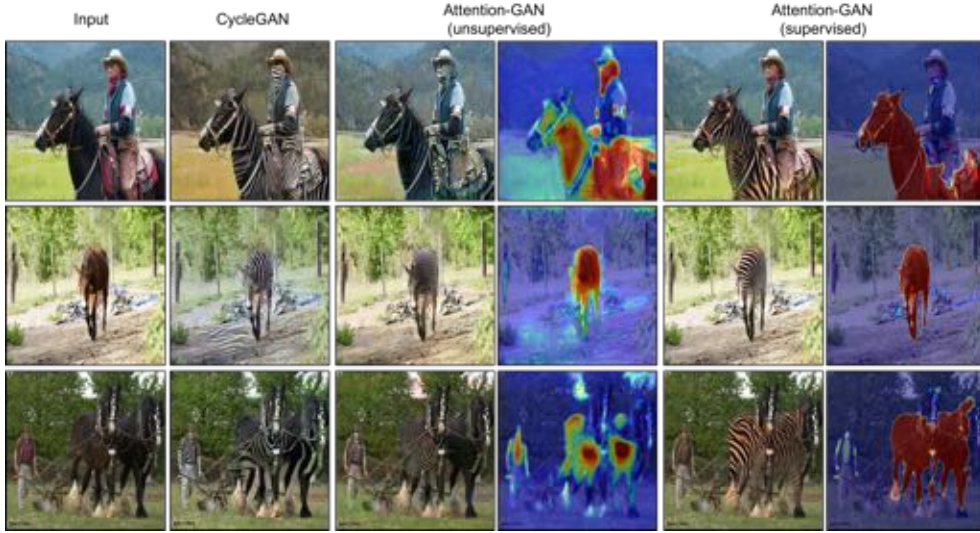 Input
CycleGAN
Attention-GAN
(unsupervised)
Attention-GAN
(supervised)